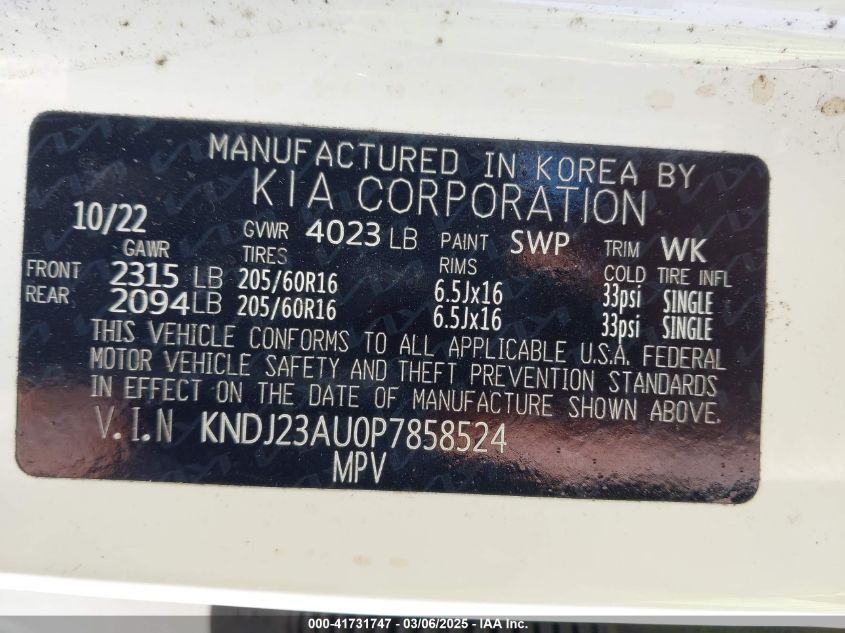 MANUFACTURED IN KOREA BY
KIA CORPORATION
10/22 GVWR 4023 LB PAINT SWP TRIM WK
GAWR TIRES RIMS COLD TIRE INFL
FRONT 2315 LB 205/60R16 6.5Jx16 33psi SINGLE
REAR 2094 LB 205/60R16 6.5Jx16 33psi SINGLE
THIS VEHICLE CONFORMS TO ALL APPLICABLE U.S.A. FEDERAL
MOTOR VEHICLE SAFETY AND THEFT PREVENTION STANDARDS
IN EFFECT ON THE DATE OF MANUFACTURE SHOWN ABOVE.
V.I.N KNDJ23AU0P7858524
MPV
000-41731747 — 03/06/2025 — IAAI, Inc.